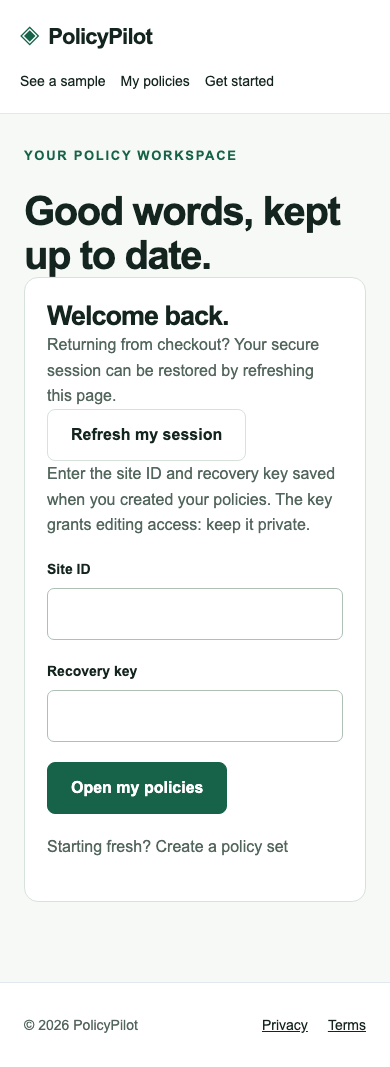 PolicyPilot
See a sample My policies Get started
YOUR POLICY WORKSPACE
Good words, kept
up to date.
Welcome back.
Returning from checkout? Your secure
session can be restored by refreshing
this page.
Refresh my session
Enter the site ID and recovery key saved
when you created your policies. The key
grants editing access: keep it private.
Site ID
Recovery key
Open my policies
Starting fresh? Create a policy set
© 2026 PolicyPilot Privacy Terms